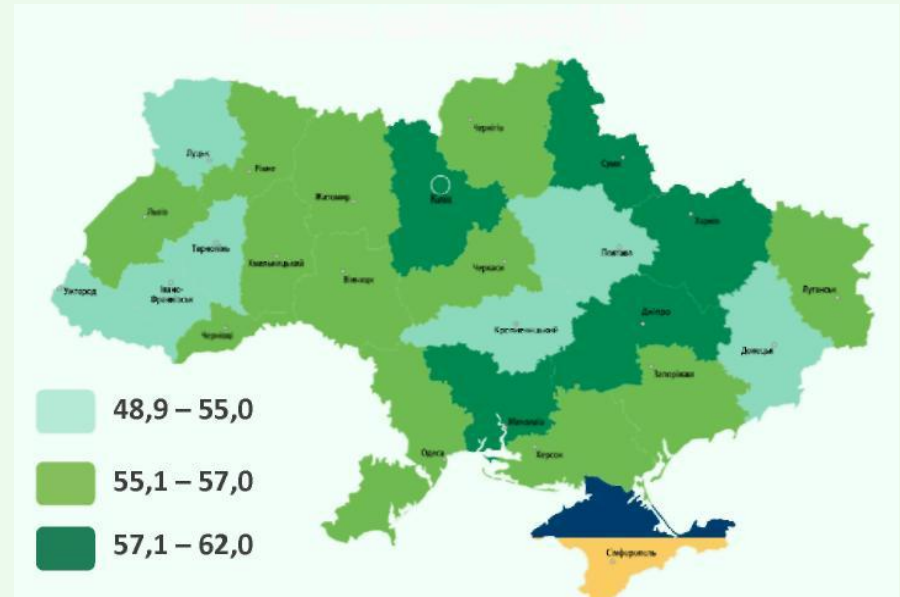 Чернігів
Луцьк
Суми
Рівне
Житомир
Київ
Львів
Харків
Тернопіль
Полтава
Хмельницький
Черкаси
Вінниця
Ужгород
Івано-
Франківськ
Луганськ
Дніпро
Кропивницький
Чернівці
Донецьк
Запоріжжя
48,9 – 55,0
Миколаїв
Одеса
Херсон
55,1 – 57,0
57,1 – 62,0
Сімферополь